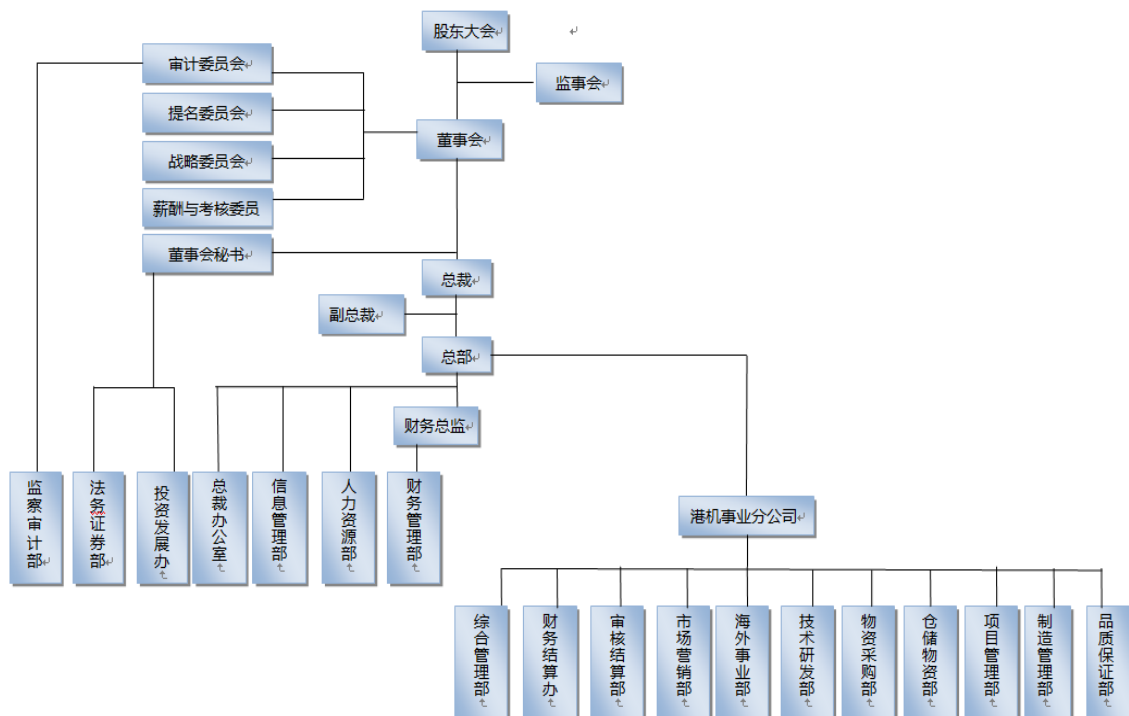 股东大会
审计委员会
监事会
提名委员会
董事会
战略委员会
薪酬与考核委员
董事会秘书
总裁
副总裁
总部
财务总监
监察审计部
法务证券部
投资发展办
总裁办公室
信息管理部
人力资源部
财务管理部
港机事业分公司
综合管理部
财务结算办
审核结算部
市场营销部
海外事业部
技术研发部
物资采购部
仓储物资部
项目管理部
制造管理部
品质保证部